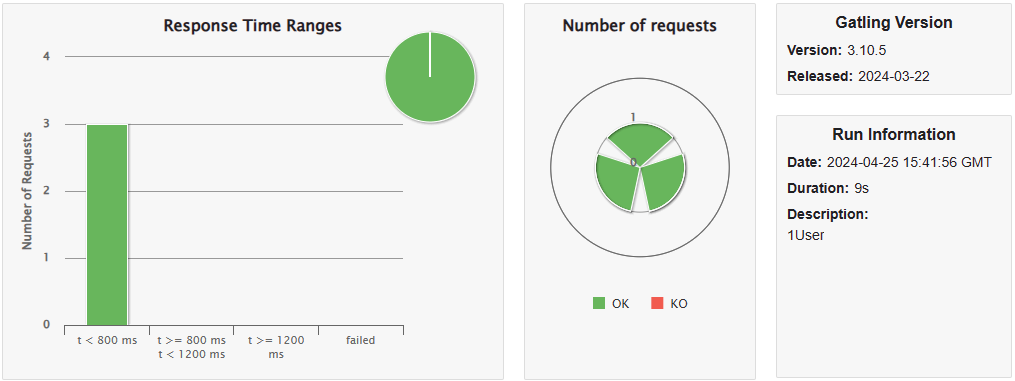 Response Time Ranges
Number of Requests
4
3
2
1
0
t < 800 ms
t >= 800 ms
t < 1200 ms
t >= 1200
ms
failed
Number of requests
1
0
OK
KO
Gatling Version
Version: 3.10.5
Released: 2024-03-22
Run Information
Date: 2024-04-25 15:41:56 GMT
Duration: 9s
Description:
1User